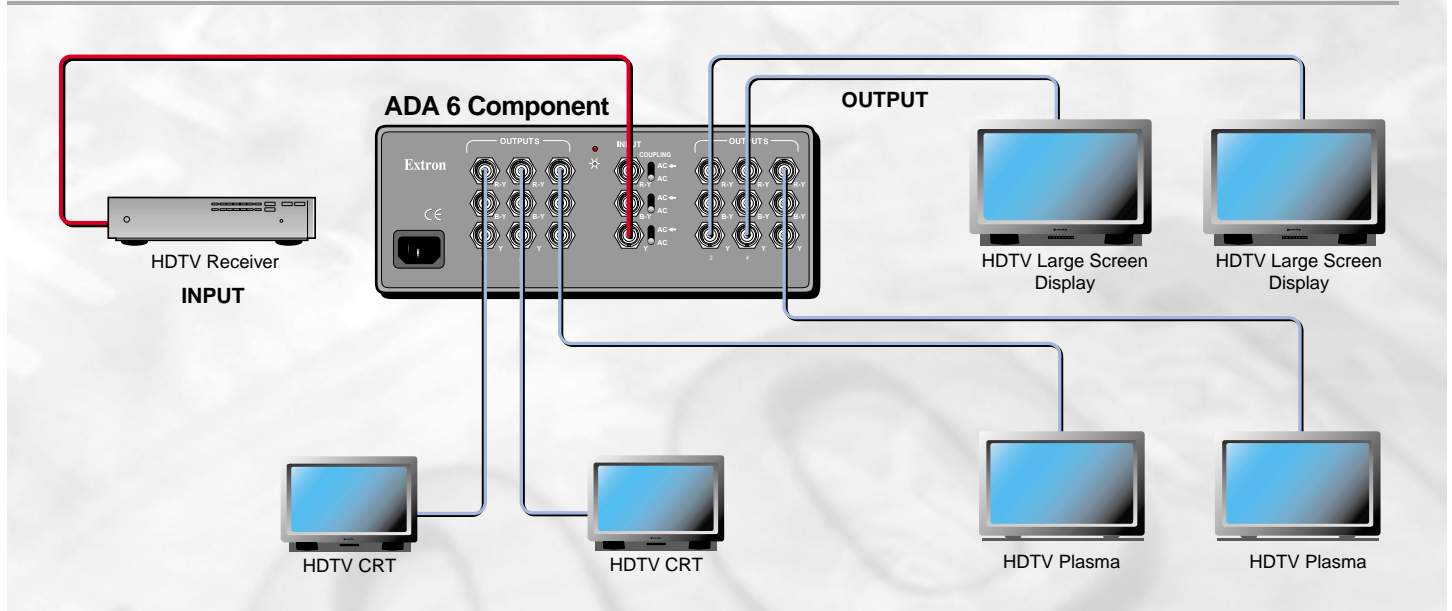 ADA 6 Component
OUTPUT
OUTPUTS
INPUT
COUPLING
OUTPUTS
Extron
AC
AC
R-Y
R-Y
R-Y
R-Y
R-Y
R-Y
CE
AC
AC
B-Y
B-Y
B-Y
B-Y
B-Y
B-Y
AC
AC
Y
Y
Y
Y
Y
Y
4
HDTV Receiver
INPUT
HDTV Large Screen
Display
HDTV Large Screen
Display
HDTV CRT
HDTV CRT
HDTV Plasma
HDTV Plasma